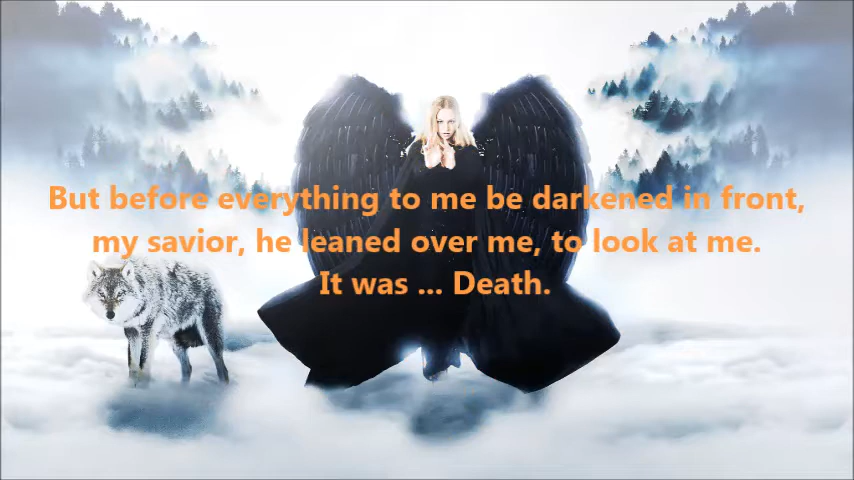 But before everything to me be darkened in front,
my savior, he leaned over me, to look at me.
It was ... Death.